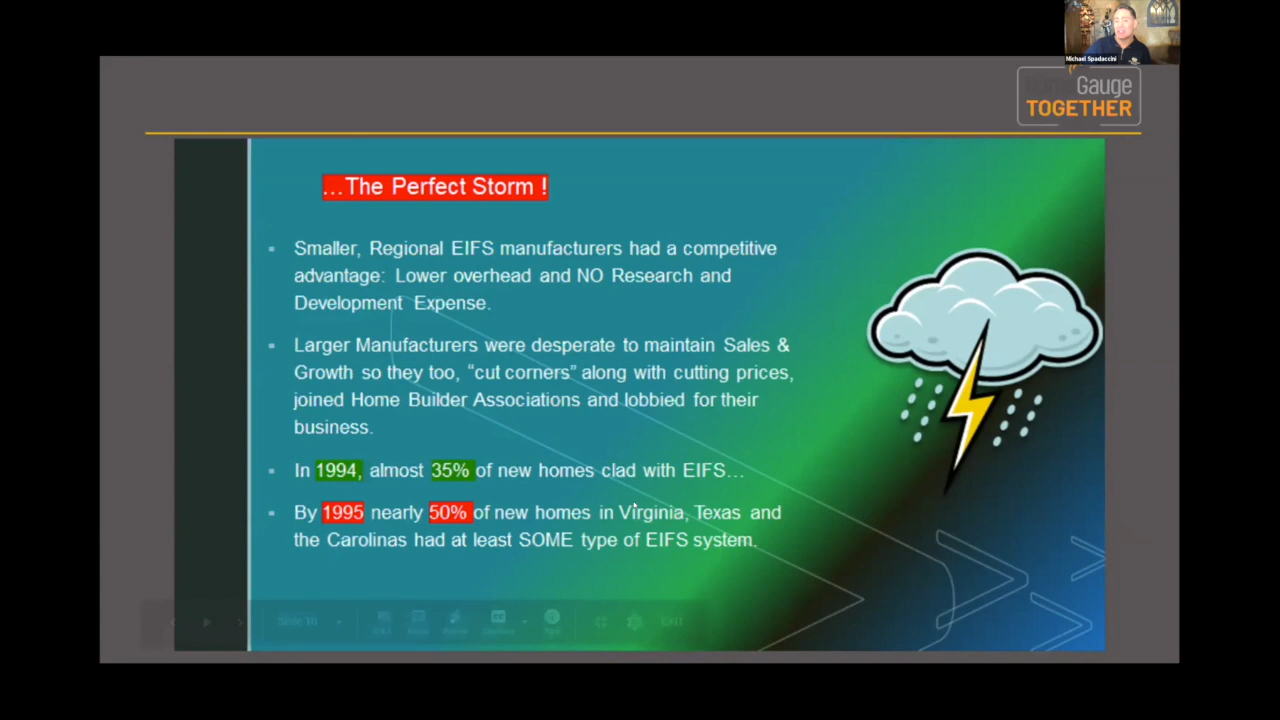 Michael Spadaccini
Gauge
TOGETHER
…The Perfect Storm !
Smaller, Regional EIFS manufacturers had a competitive
advantage: Lower overhead and NO Research and
Development Expense.
Larger Manufacturers were desperate to maintain Sales &
Growth so they too, “cut corners” along with cutting prices,
joined Home Builder Associations and lobbied for their
business.
In 1994, almost 35% of new homes clad with EIFS…
By 1995 nearly 50% of new homes in Virginia, Texas and
the Carolinas had at least SOME type of EIFS system.
EXIT